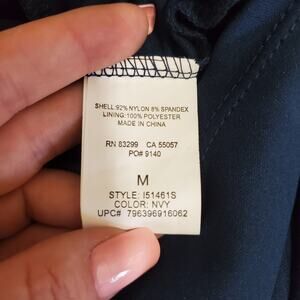 SHELL:92% NYLON 8% SPANDEX
LINING:100% POLYESTER
MADE IN CHINA
RN 83299 CA 55057
PO# 9140
M
STYLE: I51461S
COLOR: NVY
UPC# 796396916062